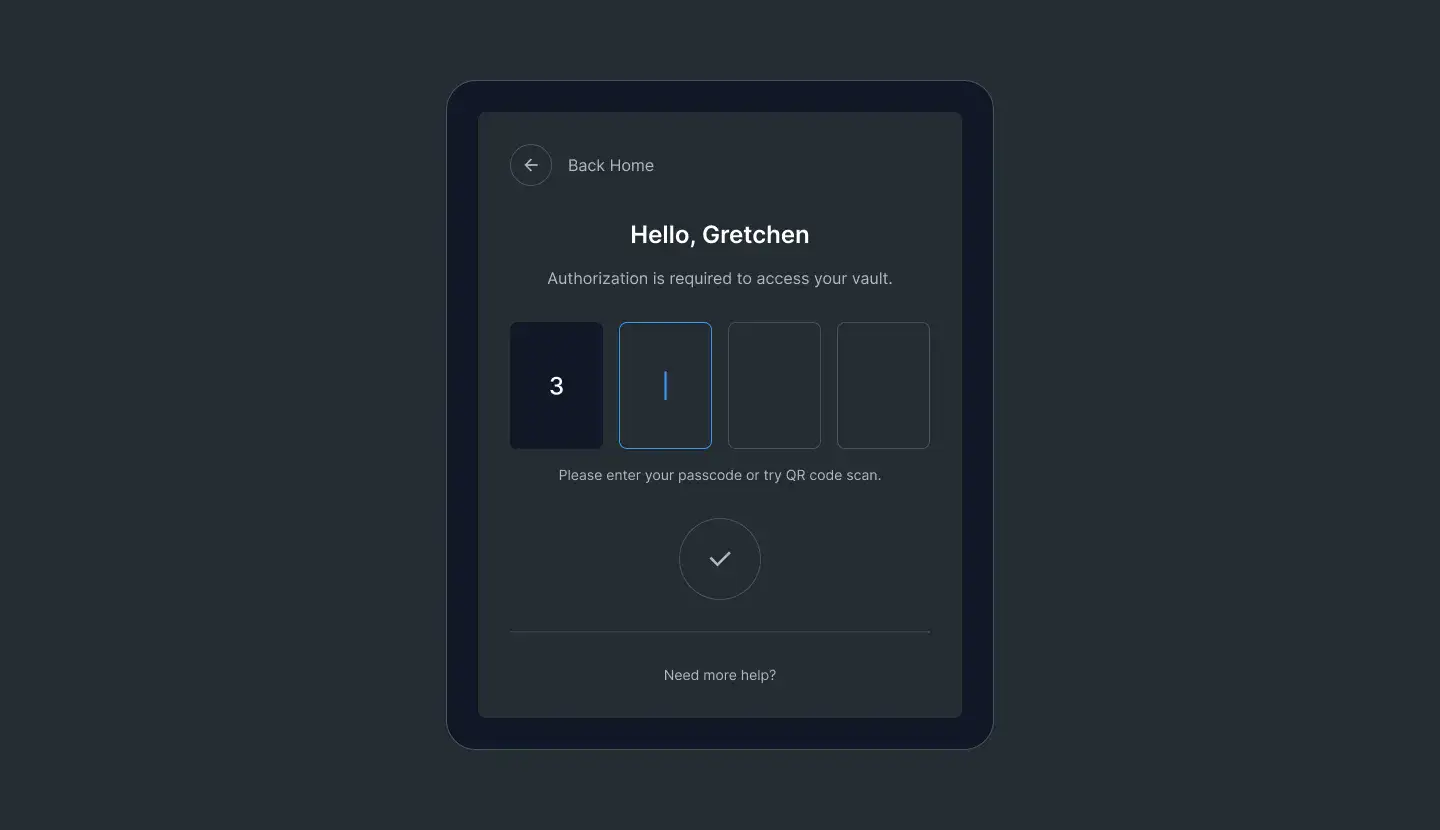 Back Home
Hello, Gretchen
Authorization is required to access your vault.
3
Please enter your passcode or try QR code scan.
Need more help?